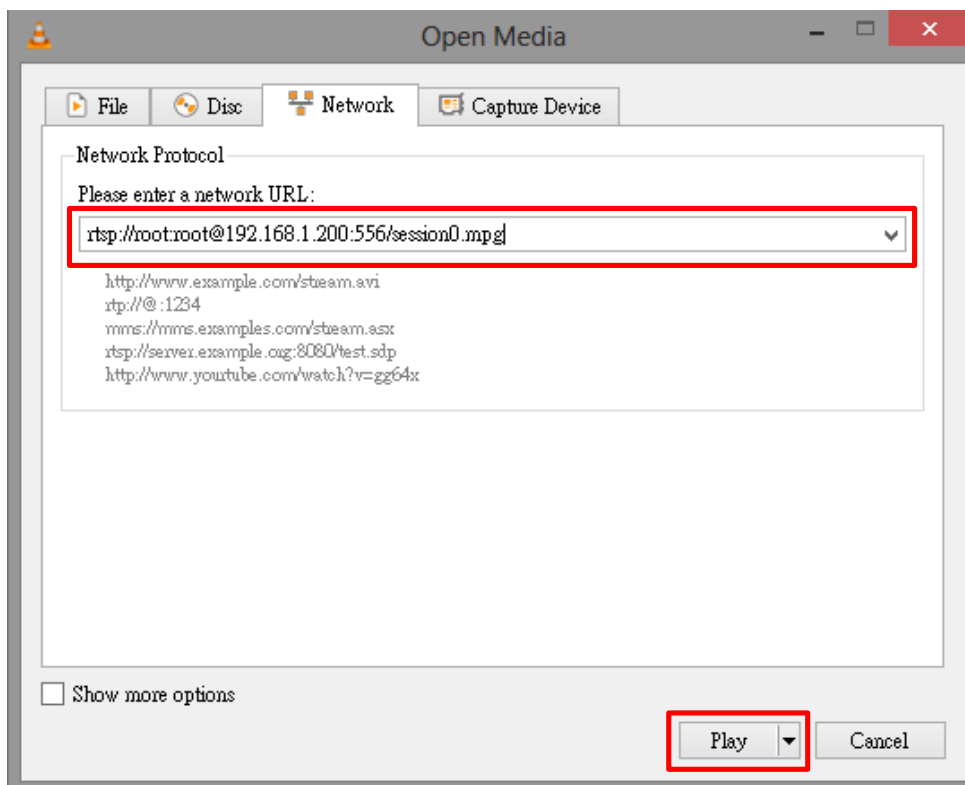 Open Media
File Disc Network Capture Device
Network Protocol
Please enter a network URL:
rtsp://root:root@192.168.1.200:556/session0.mpg
http://www.example.com/stream.avi
rtp://@:1234
mms://mms.examples.com/stream.asx
rtsp://server.example.org:8080/test.sdp
http://www.yourtube.com/watch?v=gg64x
Show more options
Play Cancel